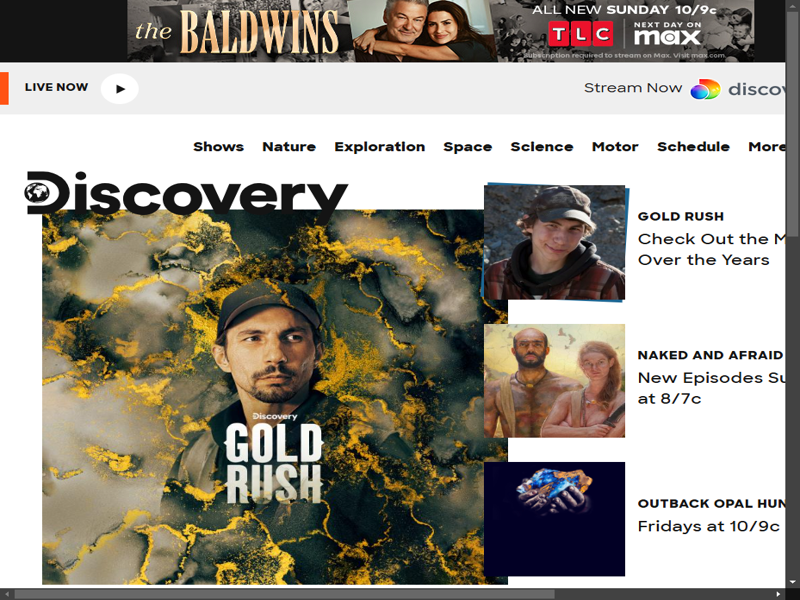 the BALDWINS
ALL NEW SUNDAY 10/9c
TLC
NEXT DAY ON
max
Subscription required to stream on Max. Visit max.com.
LIVE NOW
Stream Now
discov
Shows Nature Exploration Space Science Motor Schedule More
Discovery
GOLD RUSH
Check Out the M
Over the Years
Discovery
GOLD
RUSH
NAKED AND AFRAID
New Episodes Su
at 8/7c
OUTBACK OPAL HUN
Fridays at 10/9c